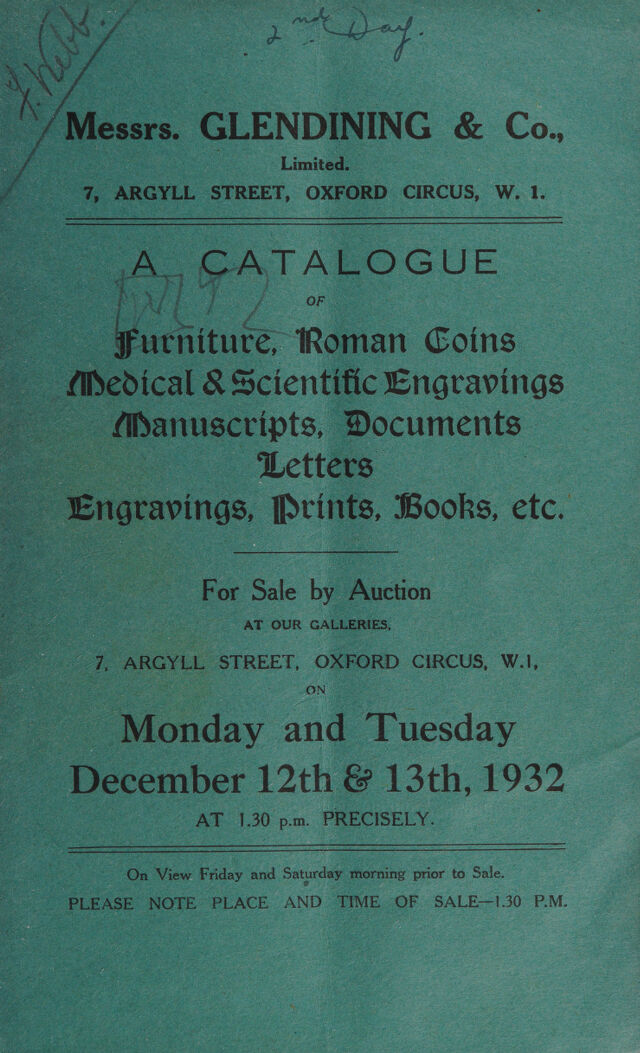 F. Webb.
2nd Day.
Messrs. GLENDINING & Co.,
Limited.
7, ARGYLL STREET, OXFORD CIRCUS, W. 1.
A CATALOGUE
OF
Furniture, Roman Coins
Medical & Scientific Engravings
Manuscripts, Documents
Letters
Engravings, Prints, Books, etc.
For Sale by Auction
AT OUR GALLERIES,
7, ARGYLL STREET, OXFORD CIRCUS, W.1,
ON
Monday and Tuesday
December 12th & 13th, 1932
AT 1.30 p.m. PRECISELY.
On View Friday and Saturday morning prior to Sale.
PLEASE NOTE PLACE AND TIME OF SALE—1.30 P.M.